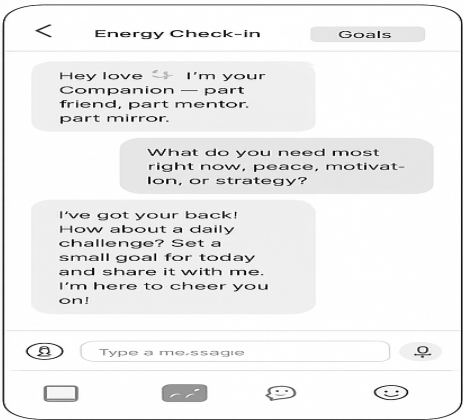 Energy Check-in
Goals
Hey love I'm your
Companion — part
friend, part mentor.
part mirror.
What do you need most
right now, peace, motivat-
lon, or strategy?
I've got your back!
How about a daily
challenge? Set a
small goal for today
and share it with me.
I'm here to cheer you
on!
Type a me.ssagie